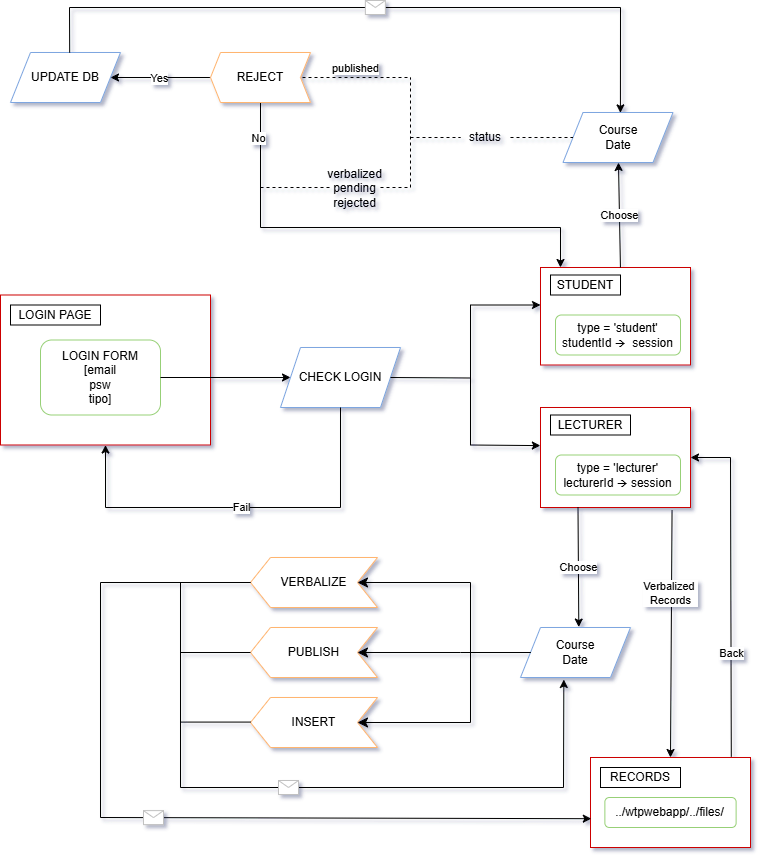 UPDATE DB
Yes
REJECT
published
No
status
Course
Date
verbalized
pending
rejected
Choose
STUDENT
type = 'student'
studentId → session
LOGIN PAGE
LOGIN FORM
[email
psw
tipo]
CHECK LOGIN
LECTURER
type = 'lecturer'
lecturerId → session
Fail
Choose
Verbalized
Records
VERBALIZE
PUBLISH
INSERT
Course
Date
Back
RECORDS
../wtpwebapp/../files/